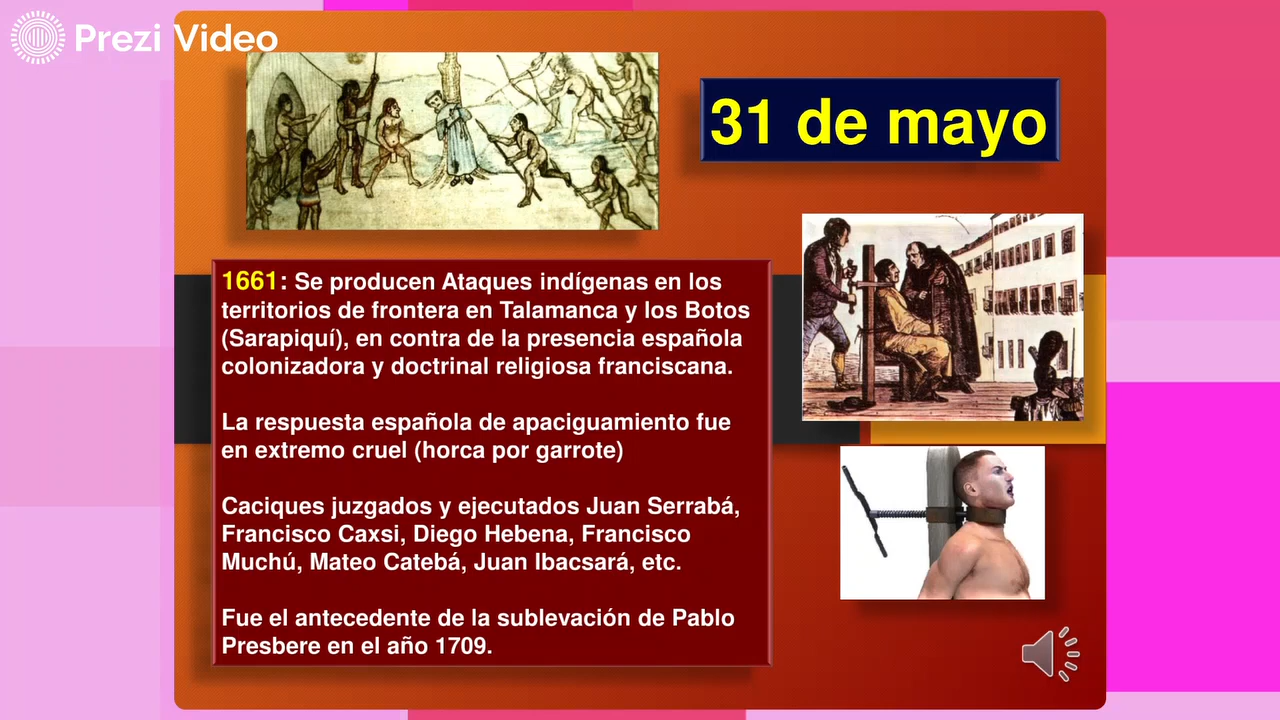 Prezi Video
31 de mayo
1661: Se producen Ataques indígenas en los
territorios de frontera en Talamanca y los Botos
(Sarapiquí), en contra de la presencia española
colonizadora y doctrinal religiosa franciscana.
La respuesta española de apaciguamiento fue
en extremo cruel (horca por garrote)
Caciques juzgados y ejecutados Juan Serrabá,
Francisco Caxsi, Diego Hebena, Francisco
Muchú, Mateo Catebá, Juan Ibacsará, etc.
Fue el antecedente de la sublevación de Pablo
Presbere en el año 1709.